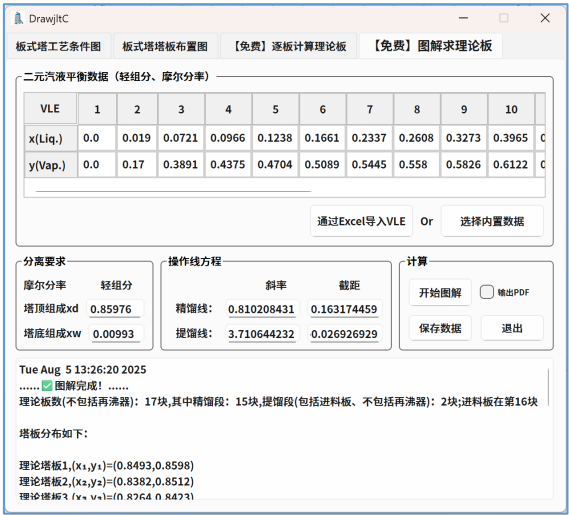 DrawjltC
板式塔工艺条件图 板式塔塔板布置图 【免费】逐板计算理论板 【免费】图解求理论板
二元汽液平衡数据（轻组分、摩尔分率）
VLE 1 2 3 4 5 6 7 8 9 10
x(Liq.) 0.0 0.019 0.0721 0.0966 0.1238 0.1661 0.2337 0.2608 0.3273 0.3965
y(Vap.) 0.0 0.17 0.3891 0.4375 0.4704 0.5089 0.5445 0.558 0.5826 0.6122
通过Excel导入VLE Or 选择内置数据
分离要求 操作线方程 计算
摩尔分率 轻组分 斜率 截距
塔顶组成xd 0.85976 精馏线: 0.810208431 0.163174459 开始图解 输出PDF
塔底组成xw 0.00993 提馏线: 3.710644232 0.026926929 保存数据 退出
Tue Aug 5 13:26:20 2025
...... ✅ 图解完成！......
理论板数(不包括再沸器)：17块,其中精馏段：15块,提馏段(包括进料板、不包括再沸器)：2块;进料板在第16块
塔板分布如下：
理论塔板1,(x₁,y₁)=(0.8493,0.8598)
理论塔板2,(x₂,y₂)=(0.8382,0.8512)
理论塔板3,(x₃,y₃)=(0.8264,0.8423)